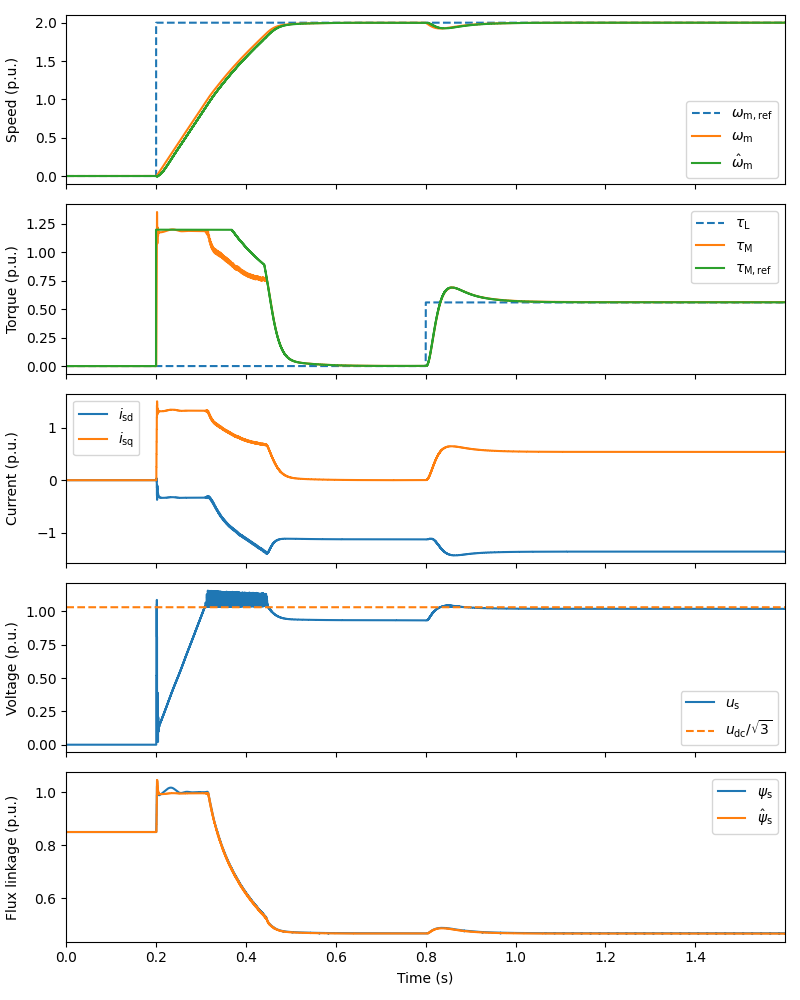 2.0
1.5
1.0
0.5
0.0
Speed (p.u.)
ω_m,ref
ω_m
ω̂_m
1.25
1.00
0.75
0.50
0.25
0.00
Torque (p.u.)
τ_L
τ_M
τ_M,ref
1
0
−1
Current (p.u.)
i_sd
i_sq
1.00
0.75
0.50
0.25
0.00
Voltage (p.u.)
u_s
u_dc/√3
1.0
0.8
0.6
Flux linkage (p.u.)
ψ_s
ψ̂_s
0.0 0.2 0.4 0.6 0.8 1.0 1.2 1.4
Time (s)